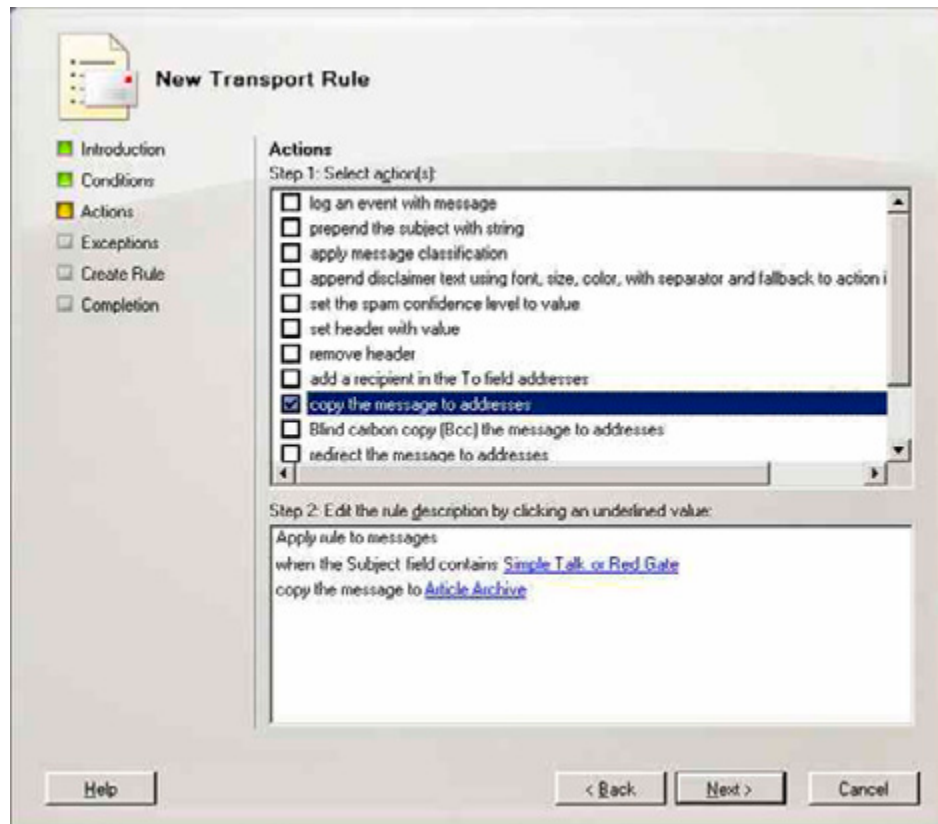 New Transport Rule
Introduction
Conditions
Actions
Exceptions
Create Rule
Completion
Actions
Step 1: Select action(s):
log an event with message
prepend the subject with string
apply message classification
append disclaimer text using font, size, color, with separator and fallback to action i
set the spam confidence level to value
set header with value
remove header
add a recipient in the To field addresses
copy the message to addresses
Blind carbon copy (Bcc) the message to addresses
redirect the message to addresses
Step 2: Edit the rule description by clicking an underlined value:
Apply rule to messages
when the Subject field contains Simple Talk or Red Gate
copy the message to Article Archive
Help
< Back
Next >
Cancel